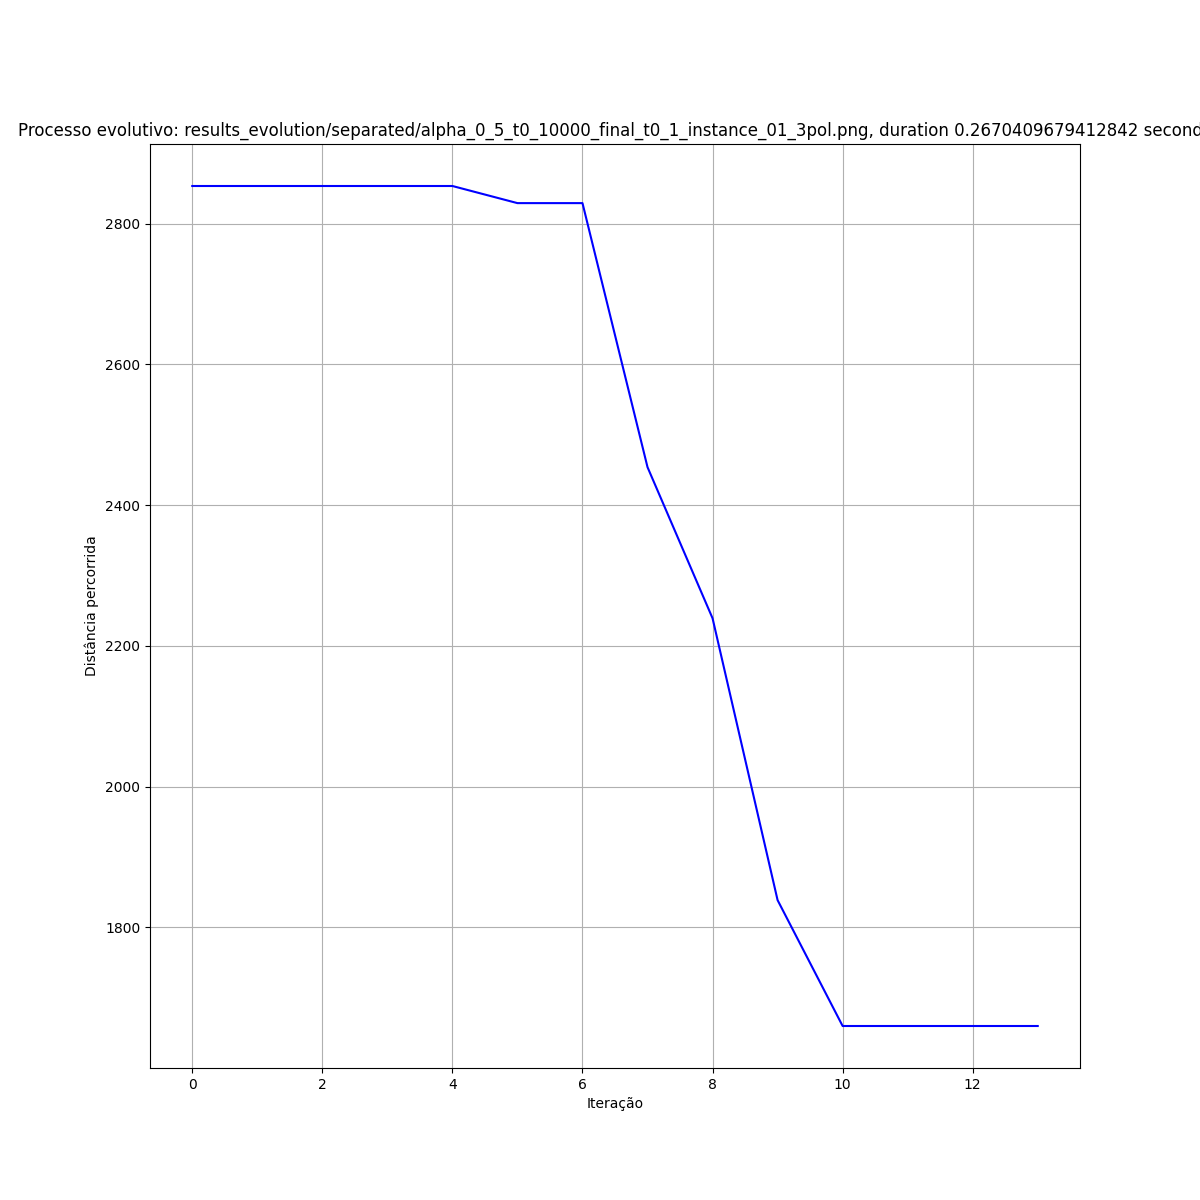 Processo evolutivo: results_evolution/separated/alpha_0_5_t0_10000_final_t0_1_instance_01_3pol.png, duration 0.2670409679412842 second
2800
2600
2400
2200
2000
1800
Distância percorrida
0 2 4 6 8 10 12
Iteração